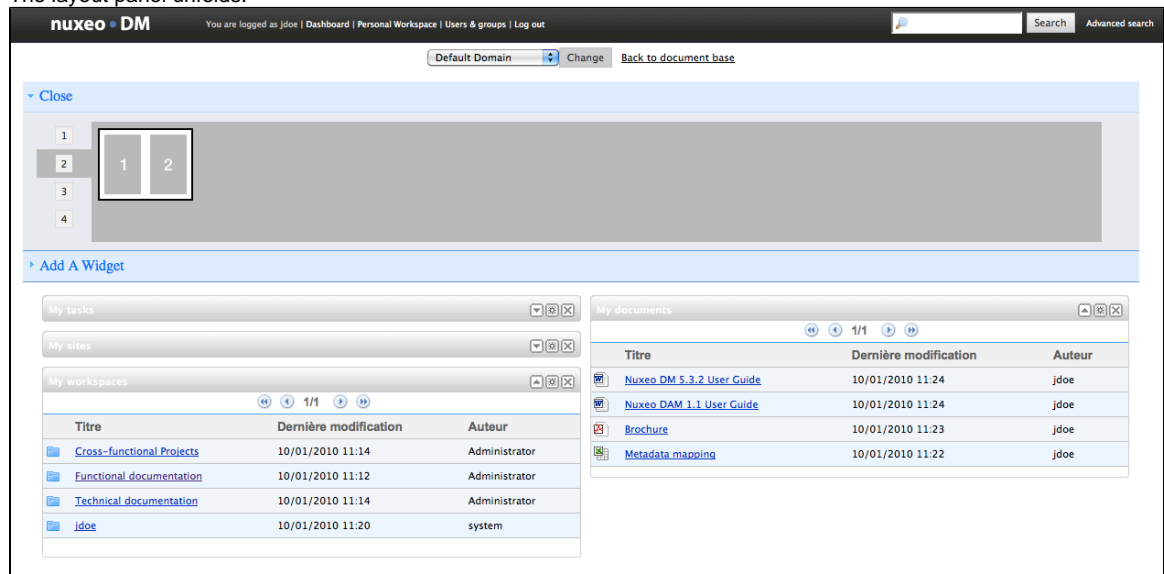 The layout panel unfolds.
nuxeo DM You are logged as jdoe | Dashboard | Personal Workspace | Users & groups | Log out Search Advanced search
Default Domain Change Back to document base
Close
1
2
3
4
1 2
Add A Widget
My tasks
My sites
My workspaces
1/1
Titre Dernière modification Auteur
Cross-functional Projects 10/01/2010 11:14 Administrator
Functional documentation 10/01/2010 11:12 Administrator
Technical documentation 10/01/2010 11:14 Administrator
jdoe 10/01/2010 11:20 system
My documents
1/1
Titre Dernière modification Auteur
Nuxeo DM 5.3.2 User Guide 10/01/2010 11:24 jdoe
Nuxeo DAM 1.1 User Guide 10/01/2010 11:24 jdoe
Brochure 10/01/2010 11:23 jdoe
Metadata mapping 10/01/2010 11:22 jdoe